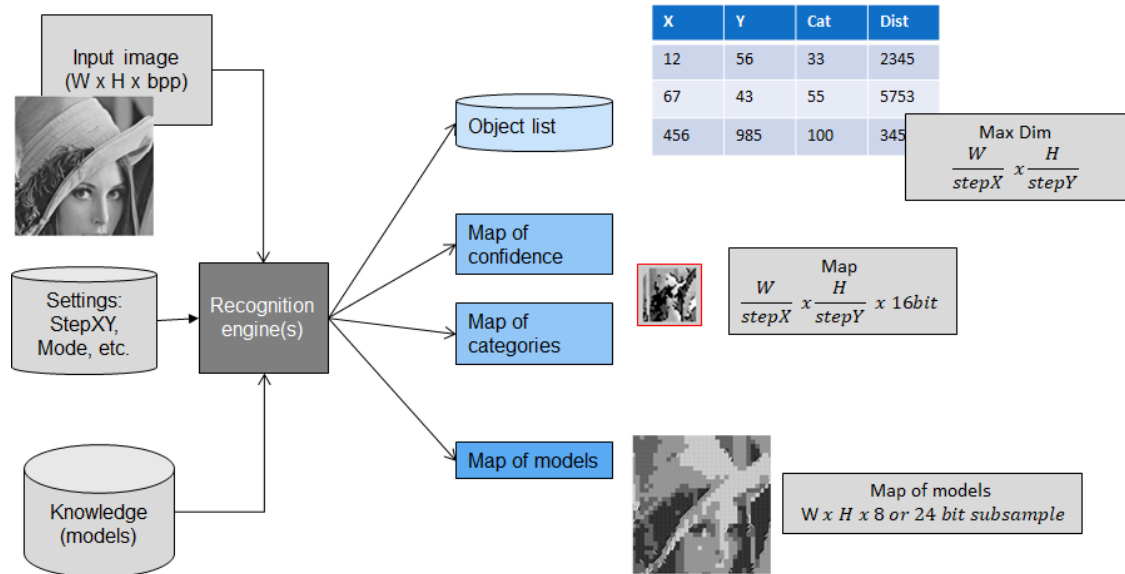 Input image
(W x H x bpp)
Settings:
StepXY,
Mode, etc.
Knowledge
(models)
Recognition
engine(s)
Object list
Map of
confidence
Map of
categories
Map of models
X Y Cat Dist
12 56 33 2345
67 43 55 5753
456 985 100 345
Max Dim
W/stepX x H/stepY
Map
W/stepX x H/stepY x 16bit
Map of models
W x H x 8 or 24 bit subsample